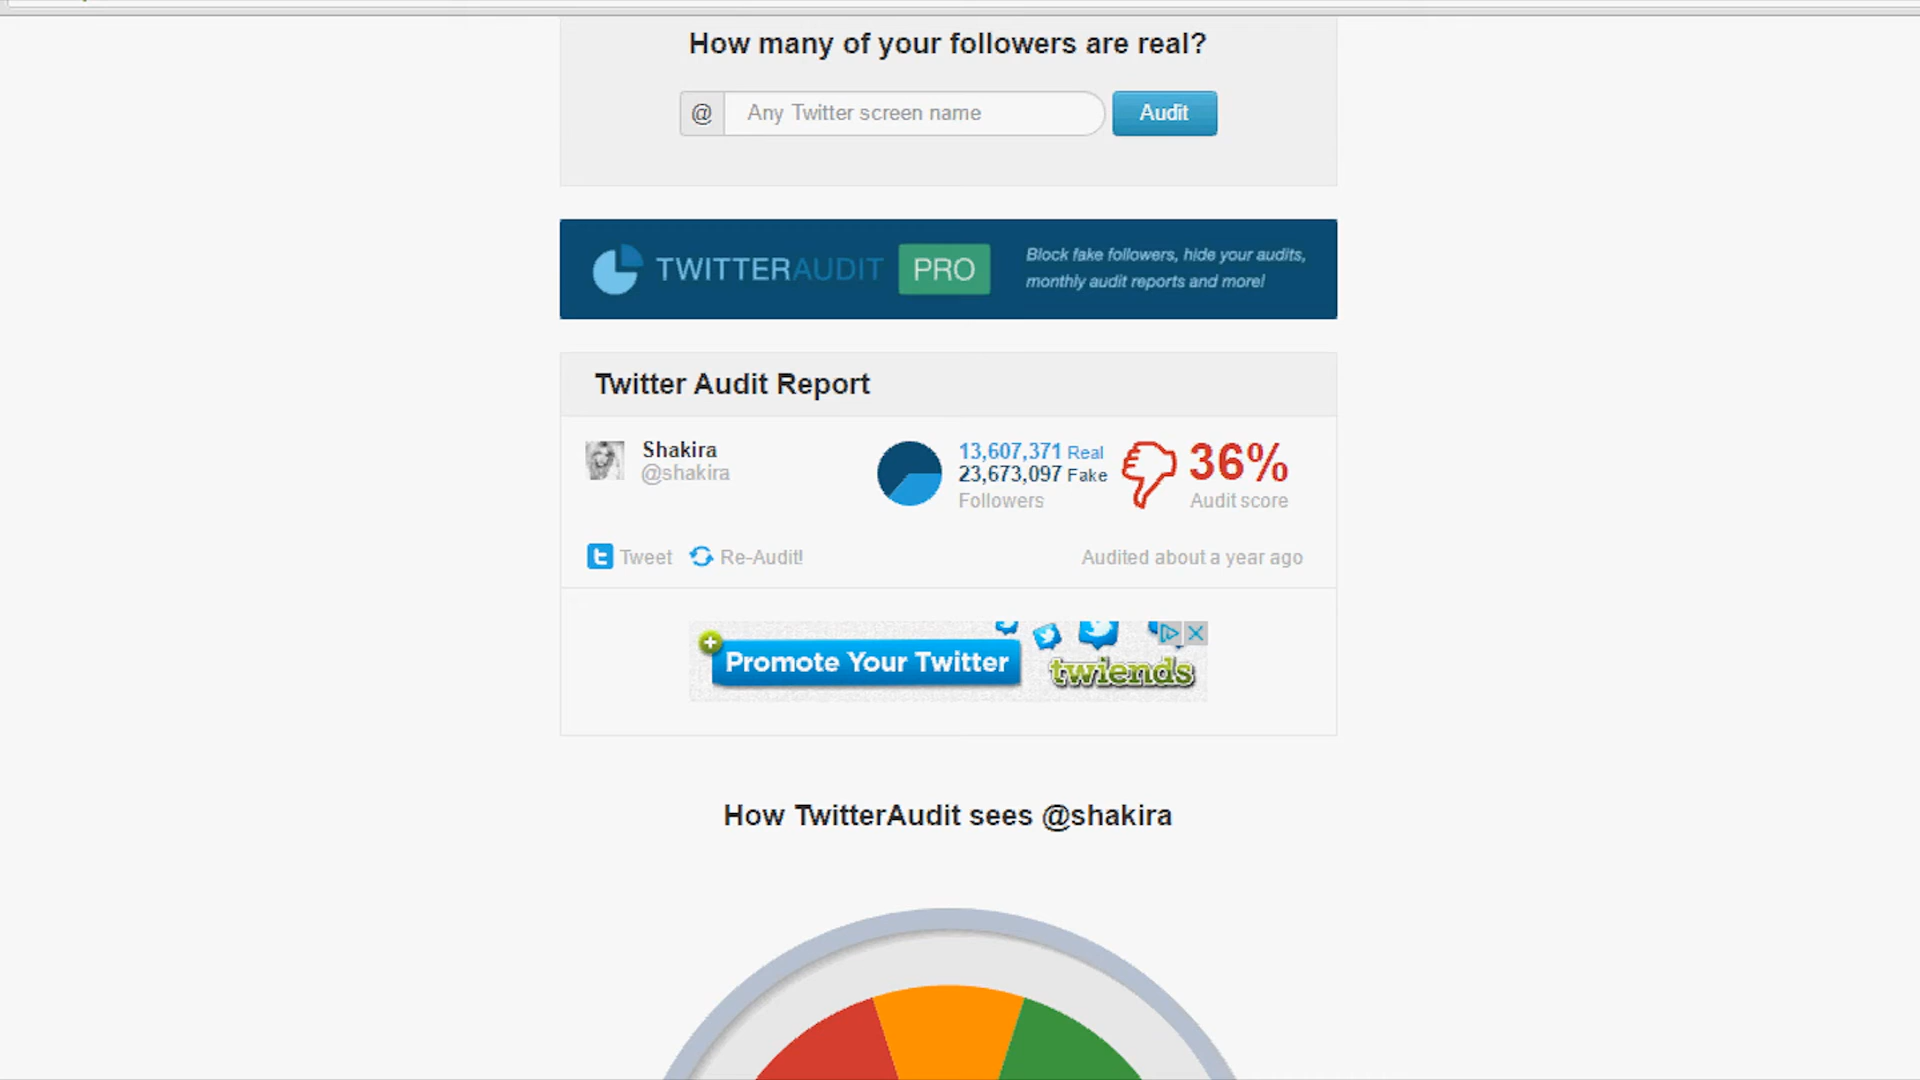 How many of your followers are real?
@ Any Twitter screen name Audit
TWITTERAUDIT PRO
Block fake followers, hide your audits,
monthly audit reports and more!
Twitter Audit Report
Shakira
@shakira
13,607,371 Real
23,673,097 Fake
Followers
36%
Audit score
Tweet Re-Audit!
Audited about a year ago
Promote Your Twitter
twiends
How TwitterAudit sees @shakira